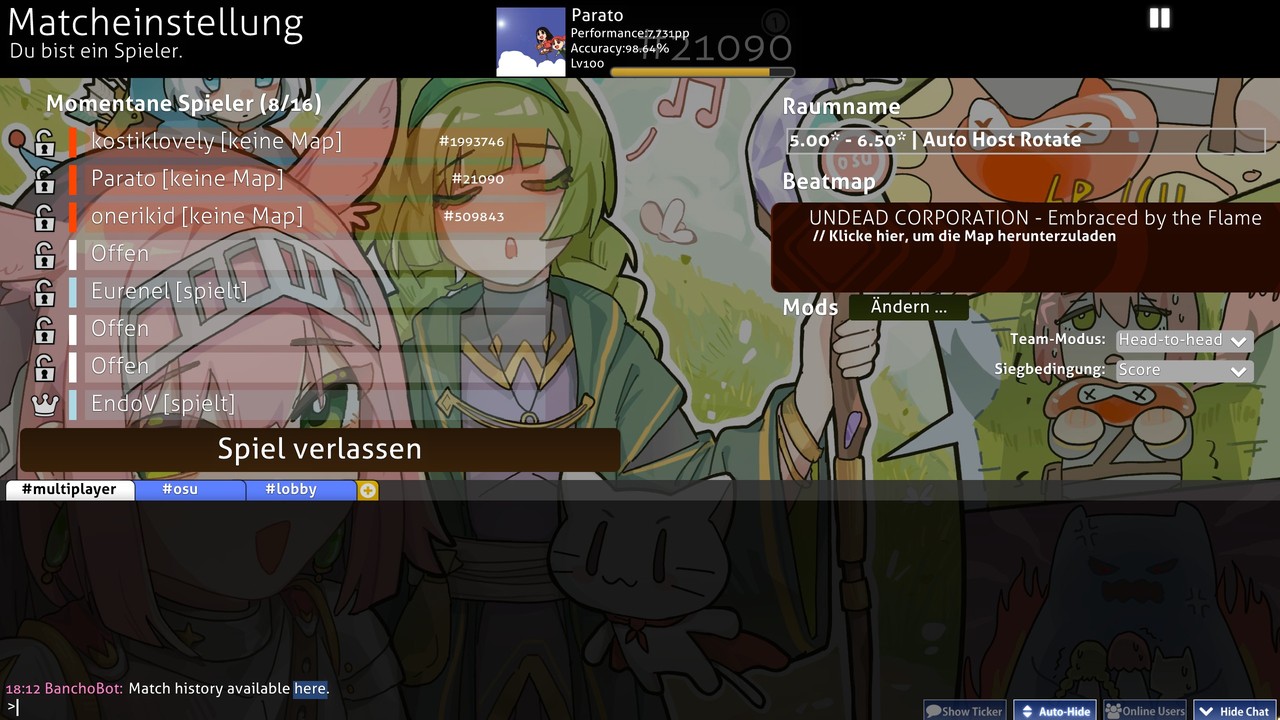 Matcheinstellung
Du bist ein Spieler.
Parato
Performance:7,731pp
Accuracy:98.64%
Lv100
#21090
Momentane Spieler (8/16)
kostiklovely [keine Map]
#1993746
Parato [keine Map]
#21090
onerikid [keine Map]
#509843
Offen
Eurenel [spielt]
Offen
Offen
EndoV [spielt]
Spiel verlassen
Raumname
5.00* - 6.50* | Auto Host Rotate
Beatmap
UNDEAD CORPORATION - Embraced by the Flame
// Klicke hier, um die Map herunterzuladen
Mods
Ändern ...
Team-Modus: Head-to-head
Siegbedingung: Score
#multiplayer
#osu
#lobby
18:12 BanchoBot: Match history available here.
>
Show Ticker
Auto-Hide
Online Users
Hide Chat